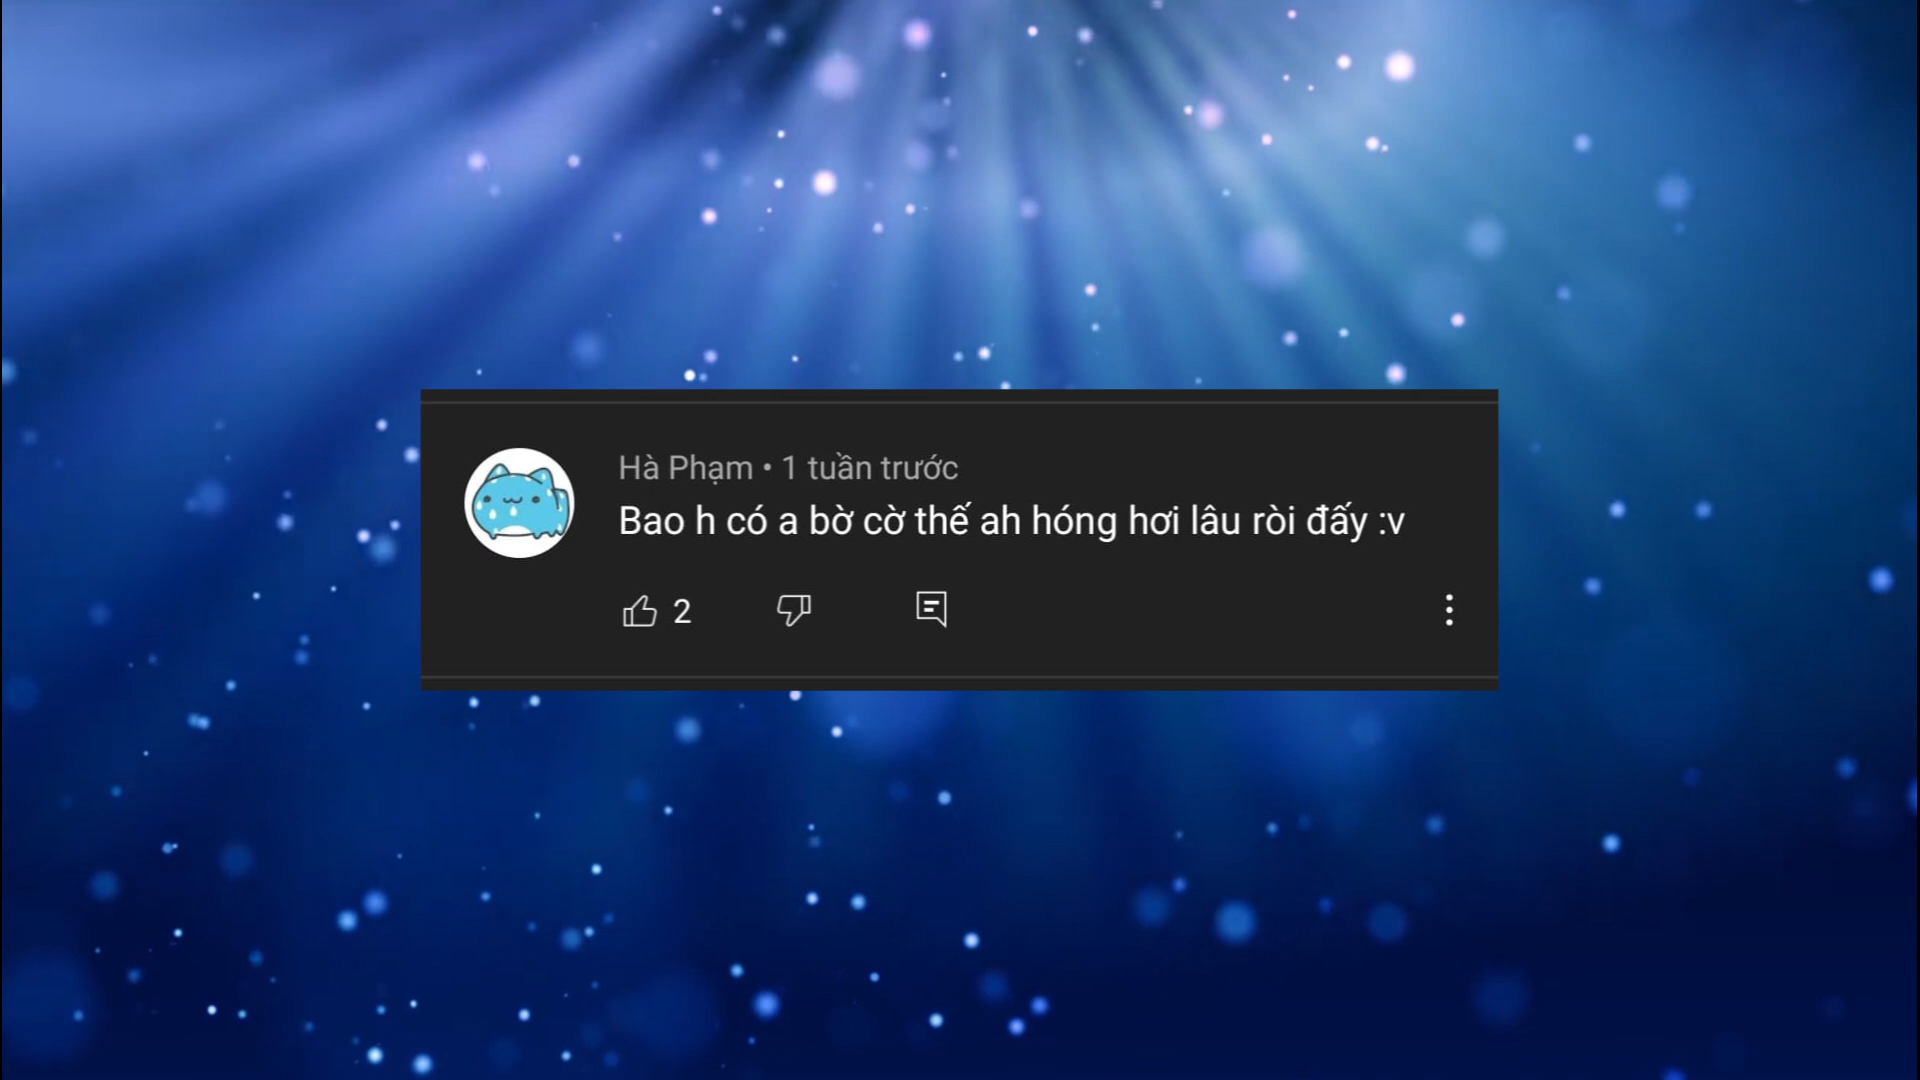 Hà Phạm • 1 tuần trước
Bao h có a bờ cờ thế ah hóng hơi lâu ròi đấy :v
2